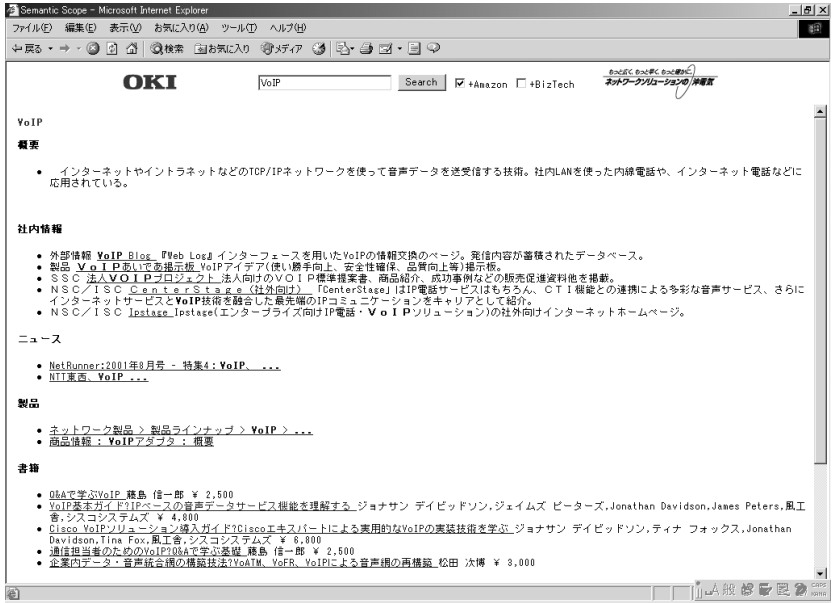 Semantic Scope - Microsoft Internet Explorer
ファイル(F) 編集(E) 表示(V) お気に入り(A) ツール(T) ヘルプ(H)
戻る 検索 お気に入り メディア
OKI VoIP Search +Amazon +BizTech
もっと広く、もっと早く、もっと確かに。
ネットワークソリューションの 沖電気
VoIP
概要
• インターネットやイントラネットなどのTCP/IPネットワークを使って音声データを送受信する技術。社内LANを使った内線電話や、インターネット電話などに
応用されている。
社内情報
• 外部情報 VoIP Blog 『Web Log』インターフェースを用いたVoIPの情報交換のページ。発信内容が蓄積されたデータベース。
• 製品 VoIPあいであ掲示板 VoIPアイデア(使い勝手向上、安全性確保、品質向上等)掲示板。
• SSC 法人VOIPプロジェクト 法人向けのVOIP標準提案書、商品紹介、成功事例などの販売促進資料他を掲載。
• NSC/ISC CenterStage(社外向け) 「CenterStage」はIP電話サービスはもちろん、CTI機能との連携による多彩な音声サービス、さらに
インターネットサービスとVoIP技術を融合した最先端のIPコミュニケーションをキャリアとして紹介。
• NSC/ISC Ipstage Ipstage(エンタープライズ向けIP電話・VoIPソリューション)の社外向けインターネットホームページ。
ニュース
• NetRunner:2001年8月号 - 特集4:VoIP、 ...
• NTT東西、VoIP ...
製品
• ネットワーク製品 > 製品ラインナップ > VoIP > ...
• 商品情報 : VoIPアダプタ : 概要
書籍
• Q&Aで学ぶVoIP 藤島 信一郎 ¥ 2,500
• VoIP基本ガイド?IPベースの音声データサービス機能を理解する ジョナサン デイビッドソン,ジェイムズ ピーターズ,Jonathan Davidson,James Peters,風工
舎,シスコシステムズ ¥ 4,800
• Cisco VoIPソリューション導入ガイド?Ciscoエキスパートによる実用的なVoIPの実装技術を学ぶ ジョナサン デイビッドソン,ティナ フォックス,Jonathan
Davidson,Tina Fox,風工舎,シスコシステムズ ¥ 6,800
• 通信担当者のためのVoIP?Q&Aで学ぶ基礎 藤島 信一郎 ¥ 2,500
• 企業内データ・音声統合網の構築技法?VoATM、VoFR、VoIPによる音声網の再構築 松田 次博 ¥ 3,000
A 般 CAPS KANA